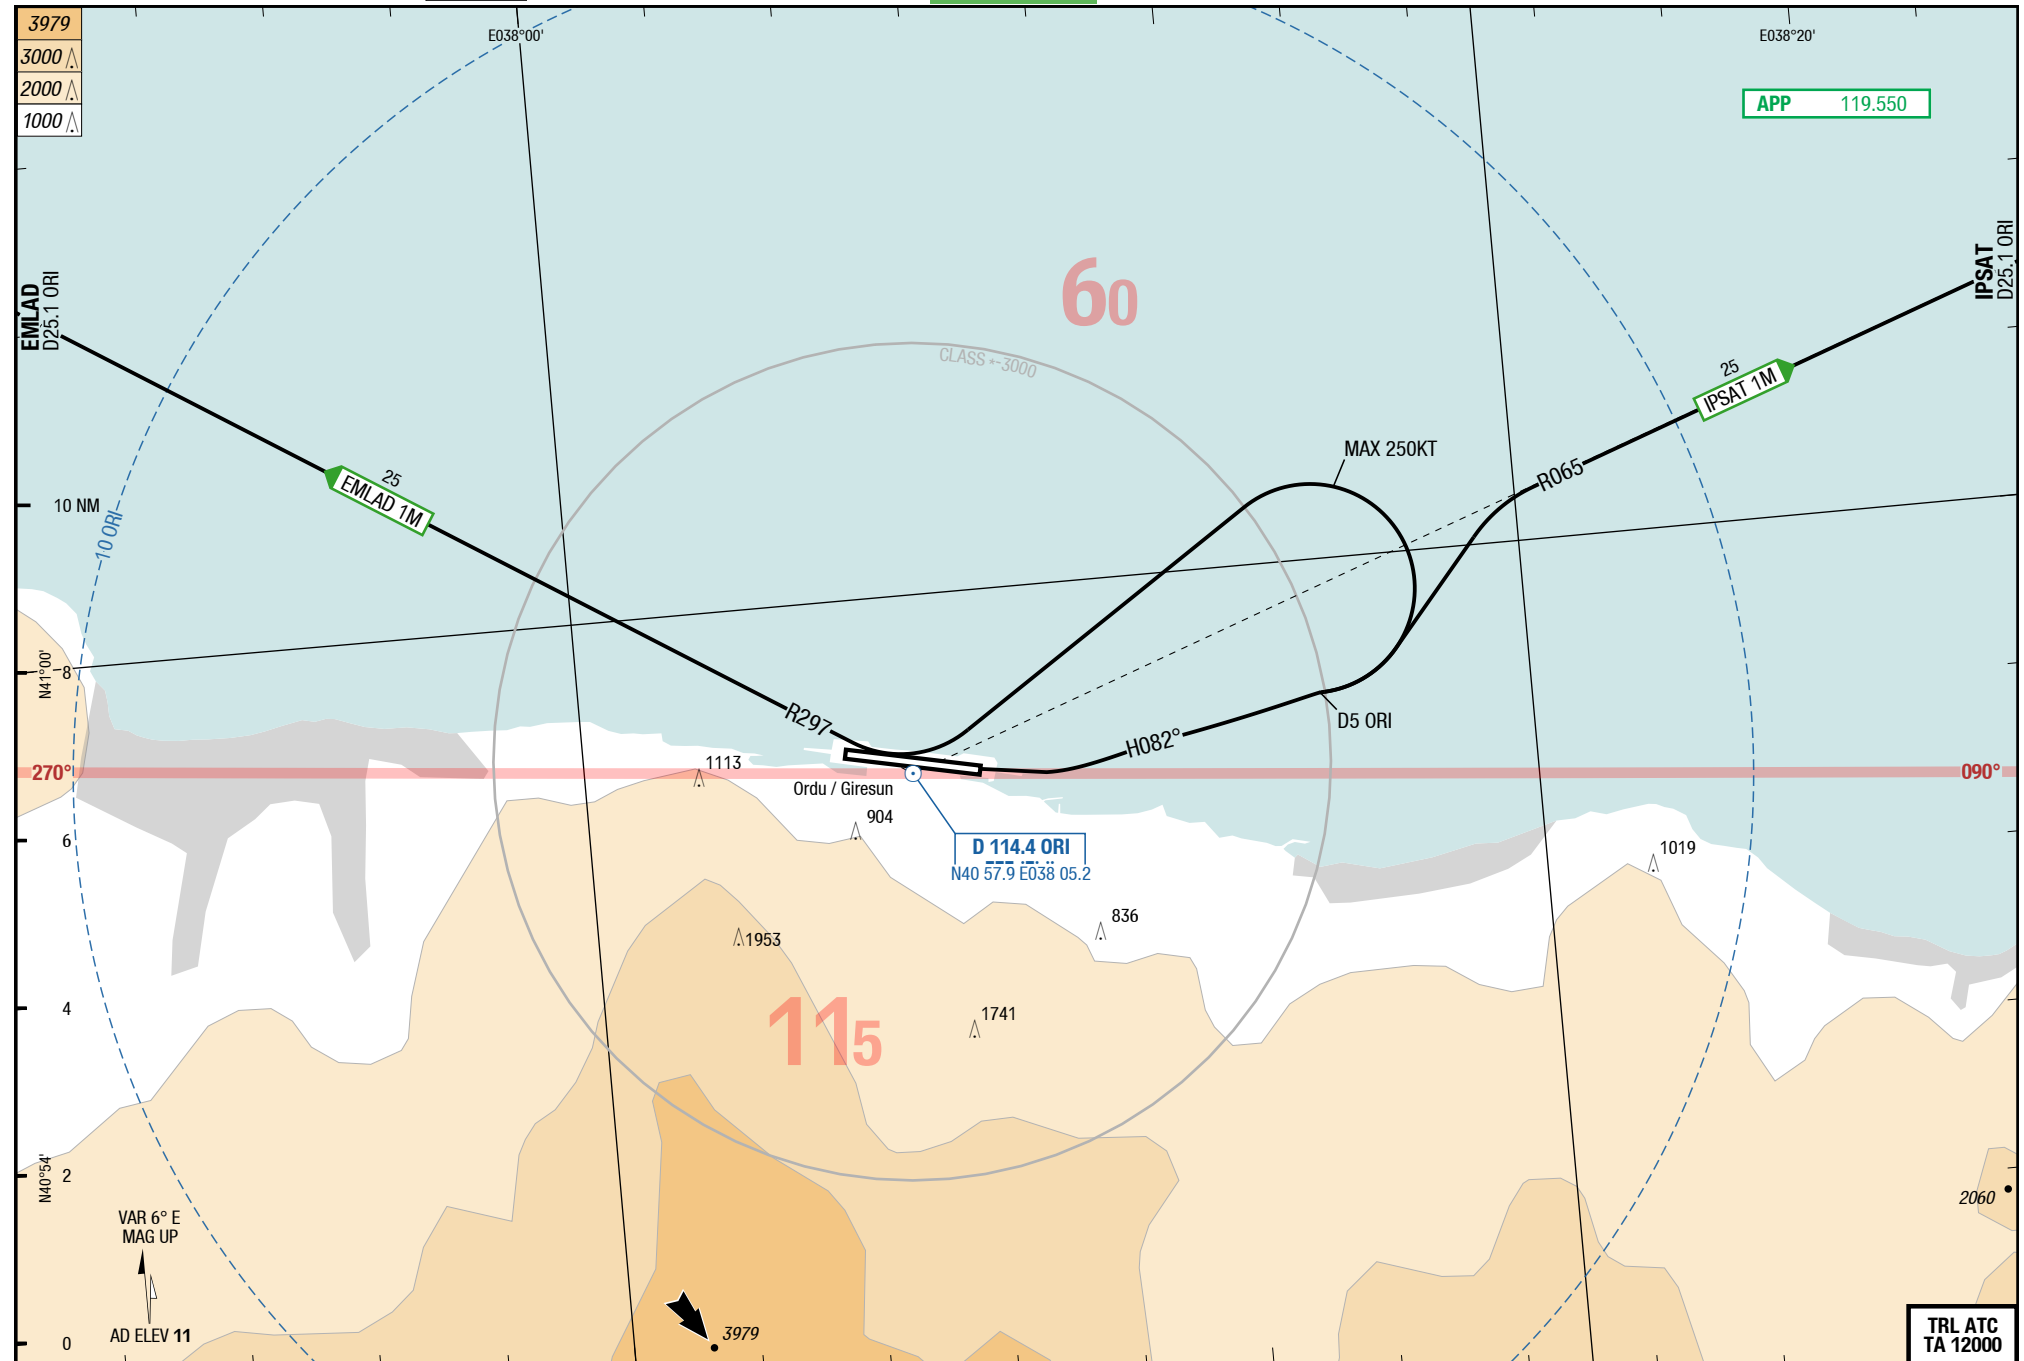 3979
3000
2000
1000
E038°00'
E038°20'
APP 119.550
60
EMLAD
D25.1 ORI
IPSAT
D25.1 ORI
CLASS *-3000
25
IPSAT 1M
MAX 250KT
R065
25
EMLAD 1M
10 NM
10 ORI
N41°00'
8
R297
D5 ORI
H082°
270°
090°
1113
Ordu / Giresun
904
6
D 114.4 ORI
N40 57.9 E038 05.2
1019
836
1953
4
115
1741
N40°54'
2
2060
VAR 6° E
MAG UP
AD ELEV 11
0
3979
TRL ATC
TA 12000